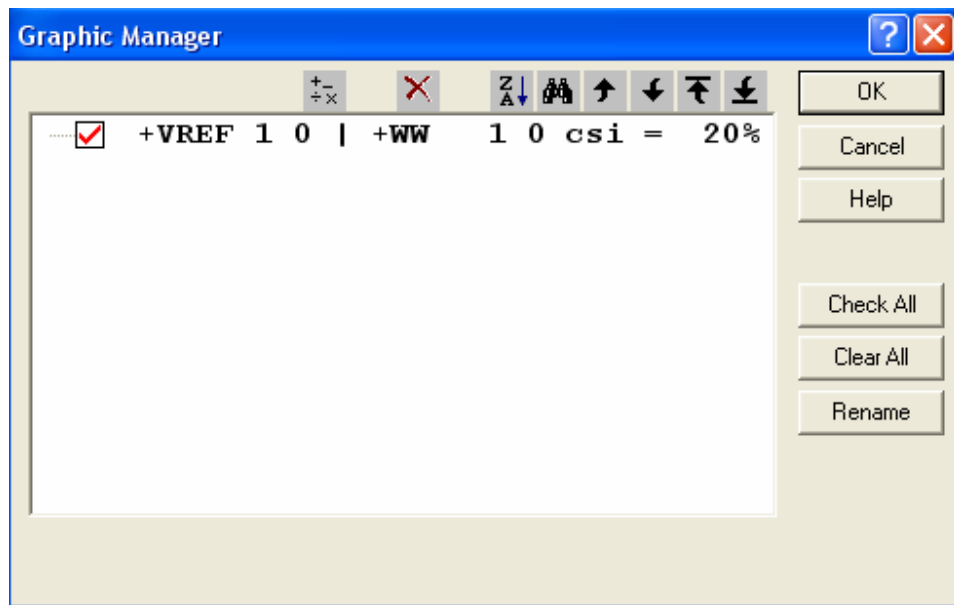 Graphic Manager
OK
+VREF 1 0 | +WW 1 0 csi = 20%
Cancel
Help
Check All
Clear All
Rename